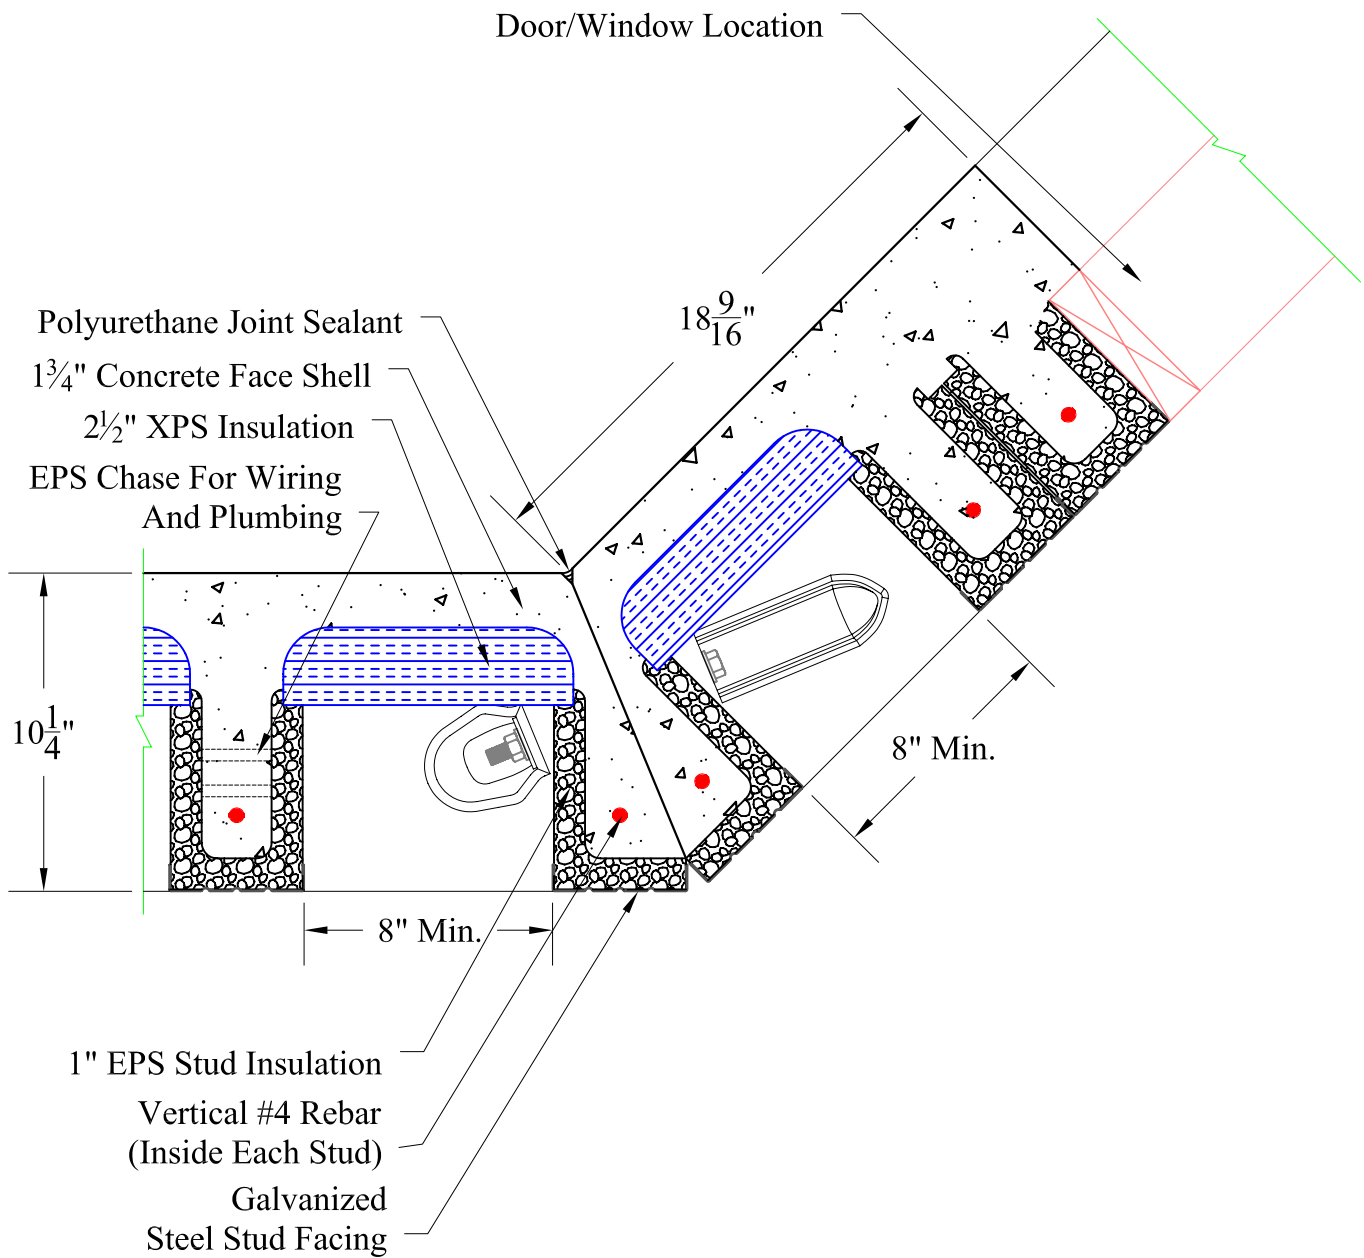 Door/Window Location
18 9/16"
Polyurethane Joint Sealant
1¾" Concrete Face Shell
2½" XPS Insulation
EPS Chase For Wiring
And Plumbing
10 1/4"
8" Min.
8" Min.
1" EPS Stud Insulation
Vertical #4 Rebar
(Inside Each Stud)
Galvanized
Steel Stud Facing